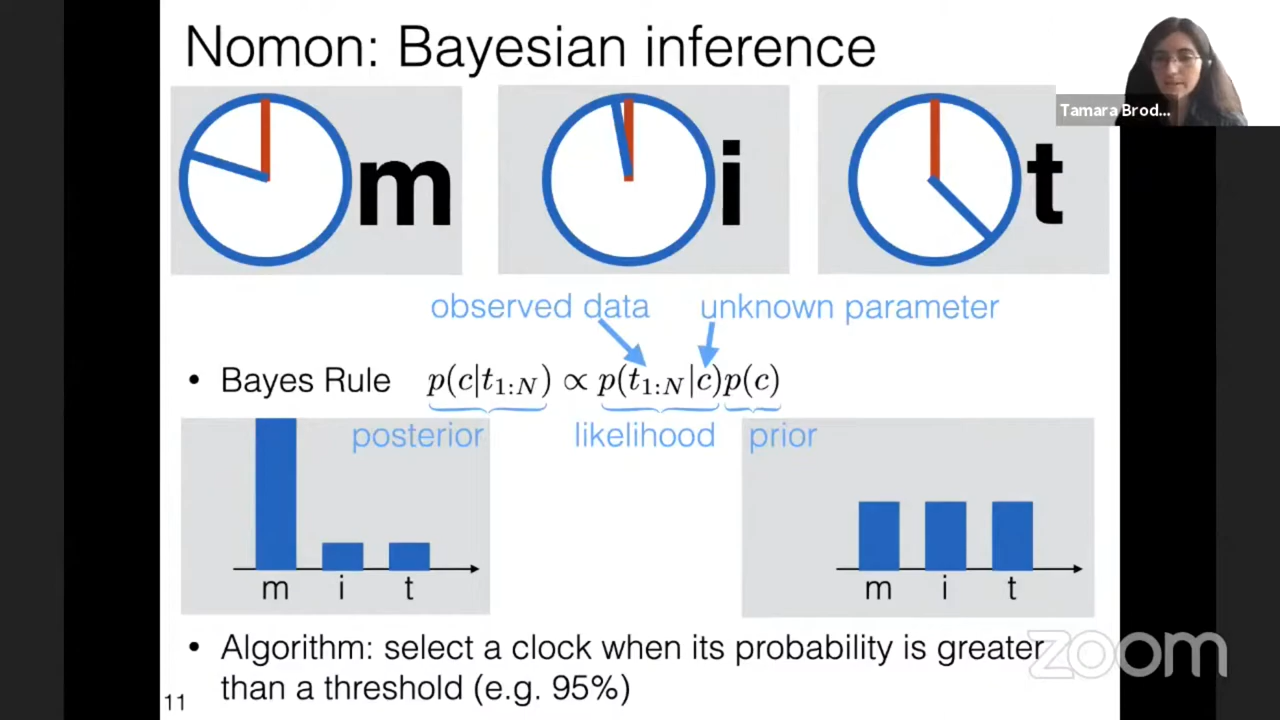 Nomon: Bayesian inference
Tamara Brod...
m
i
t
observed data
unknown parameter
• Bayes Rule p(c|t₁:N) ∝ p(t₁:N|c)p(c)
posterior
likelihood
prior
m i t
m i t
• Algorithm: select a clock when its probability is greater
than a threshold (e.g. 95%)
zoom
11